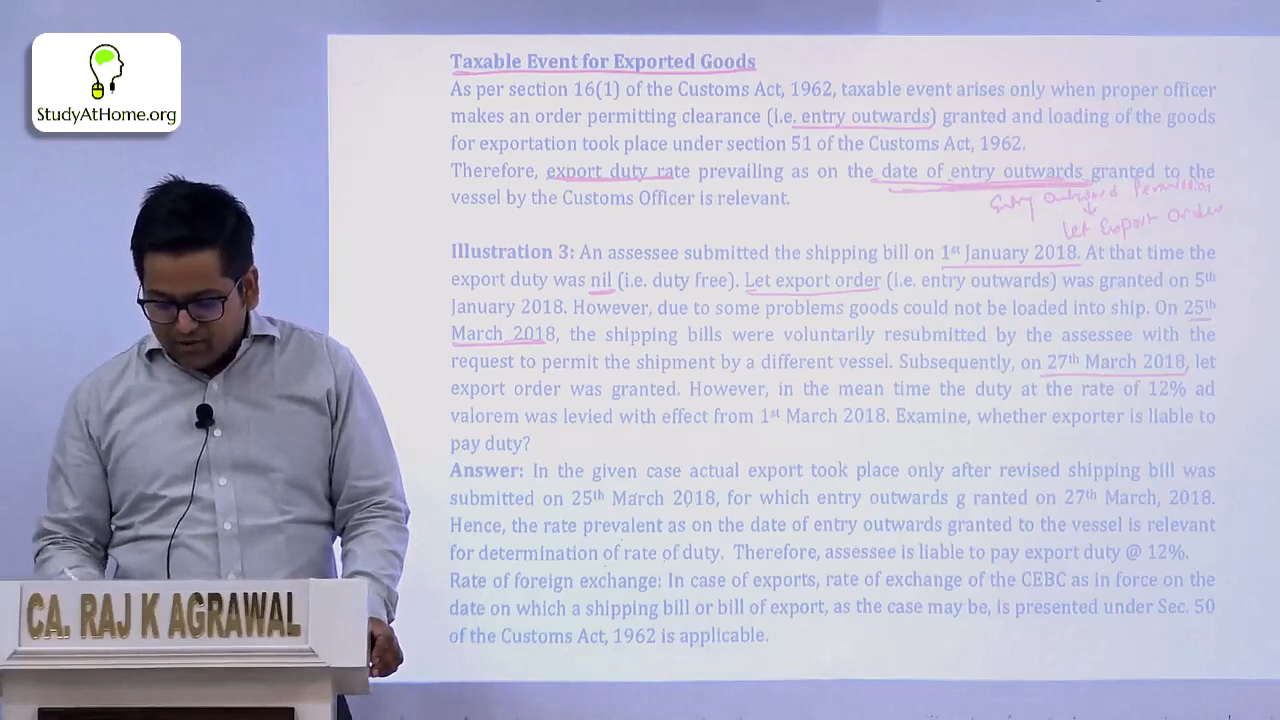 StudyAtHome.org
Taxable Event for Exported Goods
As per section 16(1) of the Customs Act, 1962, taxable event arises only when proper officer
makes an order permitting clearance (i.e. entry outwards) granted and loading of the goods
for exportation took place under section 51 of the Customs Act, 1962.
Therefore, export duty rate prevailing as on the date of entry outwards granted to the
vessel by the Customs Officer is relevant.
Entry Outward Permission
Let Export Order
Illustration 3: An assessee submitted the shipping bill on 1st January 2018. At that time the
export duty was nil (i.e. duty free). Let export order (i.e. entry outwards) was granted on 5th
January 2018. However, due to some problems goods could not be loaded into ship. On 25th
March 2018, the shipping bills were voluntarily resubmitted by the assessee with the
request to permit the shipment by a different vessel. Subsequently, on 27th March 2018, let
export order was granted. However, in the mean time the duty at the rate of 12% ad
valorem was levied with effect from 1st March 2018. Examine, whether exporter is liable to
pay duty?
Answer: In the given case actual export took place only after revised shipping bill was
submitted on 25th March 2018, for which entry outwards g ranted on 27th March, 2018.
Hence, the rate prevalent as on the date of entry outwards granted to the vessel is relevant
for determination of rate of duty. Therefore, assessee is liable to pay export duty @ 12%.
Rate of foreign exchange: In case of exports, rate of exchange of the CEBC as in force on the
date on which a shipping bill or bill of export, as the case may be, is presented under Sec. 50
of the Customs Act, 1962 is applicable.
CA. RAJ K AGRAWAL